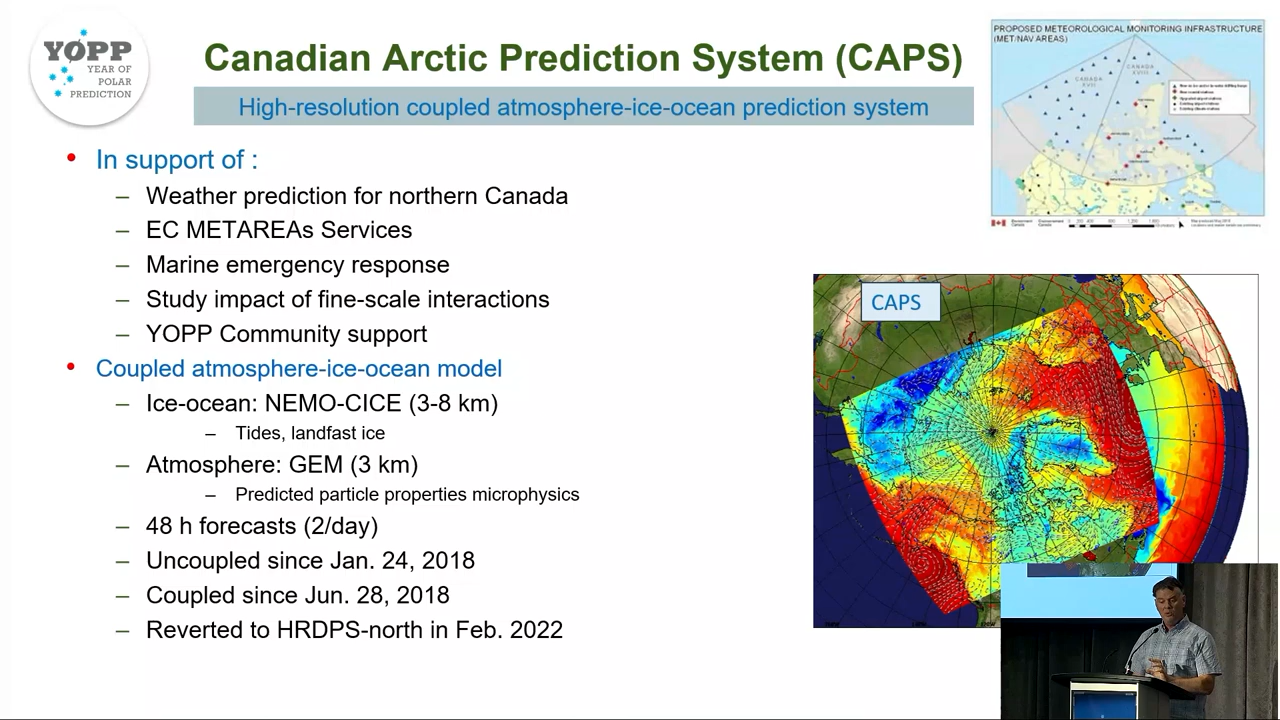 YOPP
YEAR OF
POLAR
PREDICTION
Canadian Arctic Prediction System (CAPS)
High-resolution coupled atmosphere-ice-ocean prediction system
• In support of :
– Weather prediction for northern Canada
– EC METAREAs Services
– Marine emergency response
– Study impact of fine-scale interactions
– YOPP Community support
• Coupled atmosphere-ice-ocean model
– Ice-ocean: NEMO-CICE (3-8 km)
– Tides, landfast ice
– Atmosphere: GEM (3 km)
– Predicted particle properties microphysics
– 48 h forecasts (2/day)
– Uncoupled since Jan. 24, 2018
– Coupled since Jun. 28, 2018
– Reverted to HRDPS-north in Feb. 2022
PROPOSED METEOROLOGICAL MONITORING INFRASTRUCTURE
(MET/NAV AREAS)
CANADA
XVII
CANADA
XVIII
CAPS